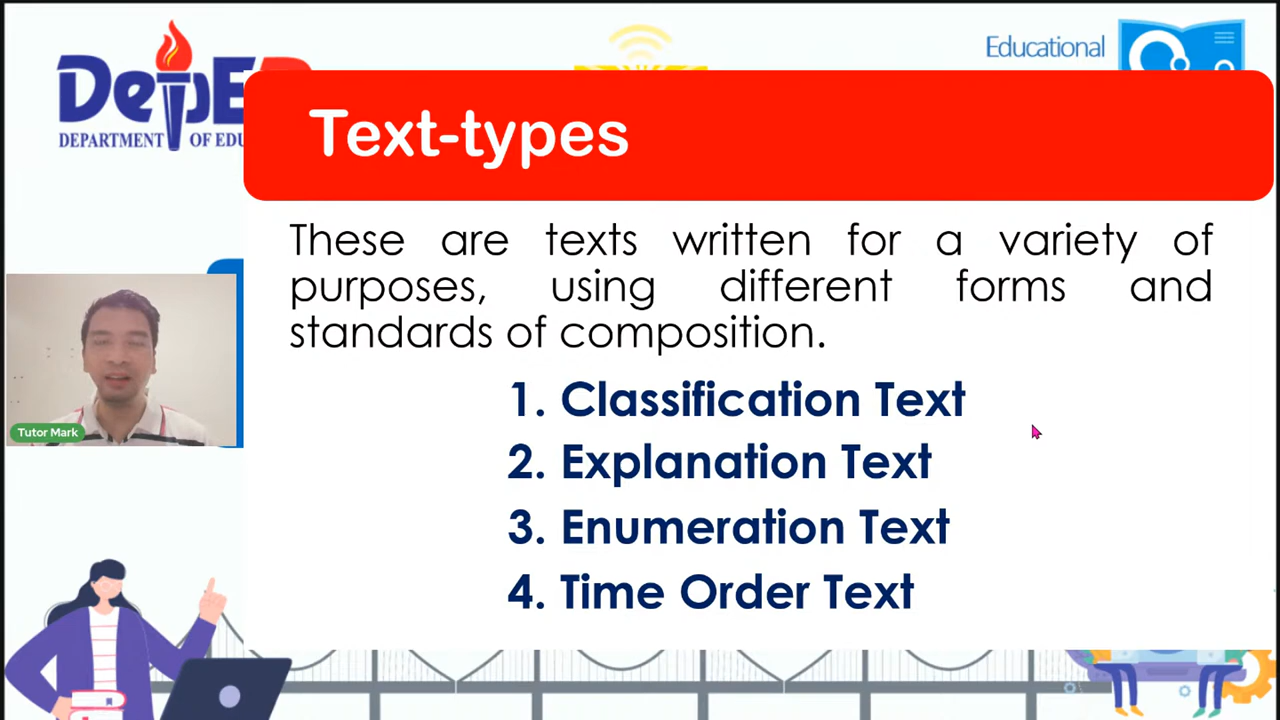 DepE
DEPARTMENT OF EDU
Educational
Text-types
These are texts written for a variety of
purposes, using different forms and
standards of composition.
1. Classification Text
2. Explanation Text
3. Enumeration Text
4. Time Order Text
Tutor Mark